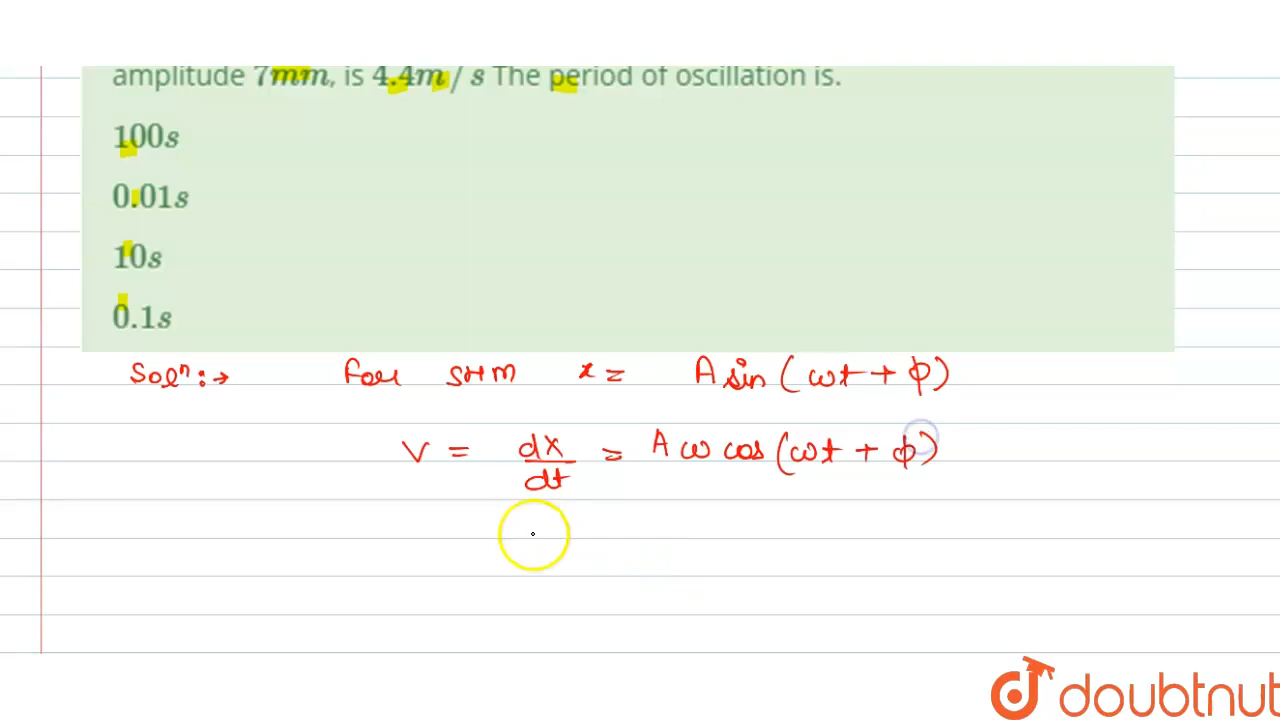 amplitude 7mm, is 4.4m/s The period of oscillation is.
100s
0.01s
10s
0.1s
Solⁿ :→ For SHM x = A sin (ωt + φ)
V = dx/dt = A ω cos (ωt + φ)
doubtnut